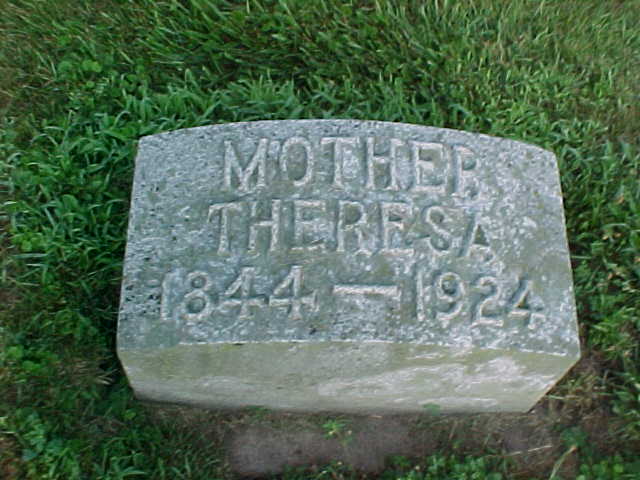 MOTHER
THERESA
1844 — 1924